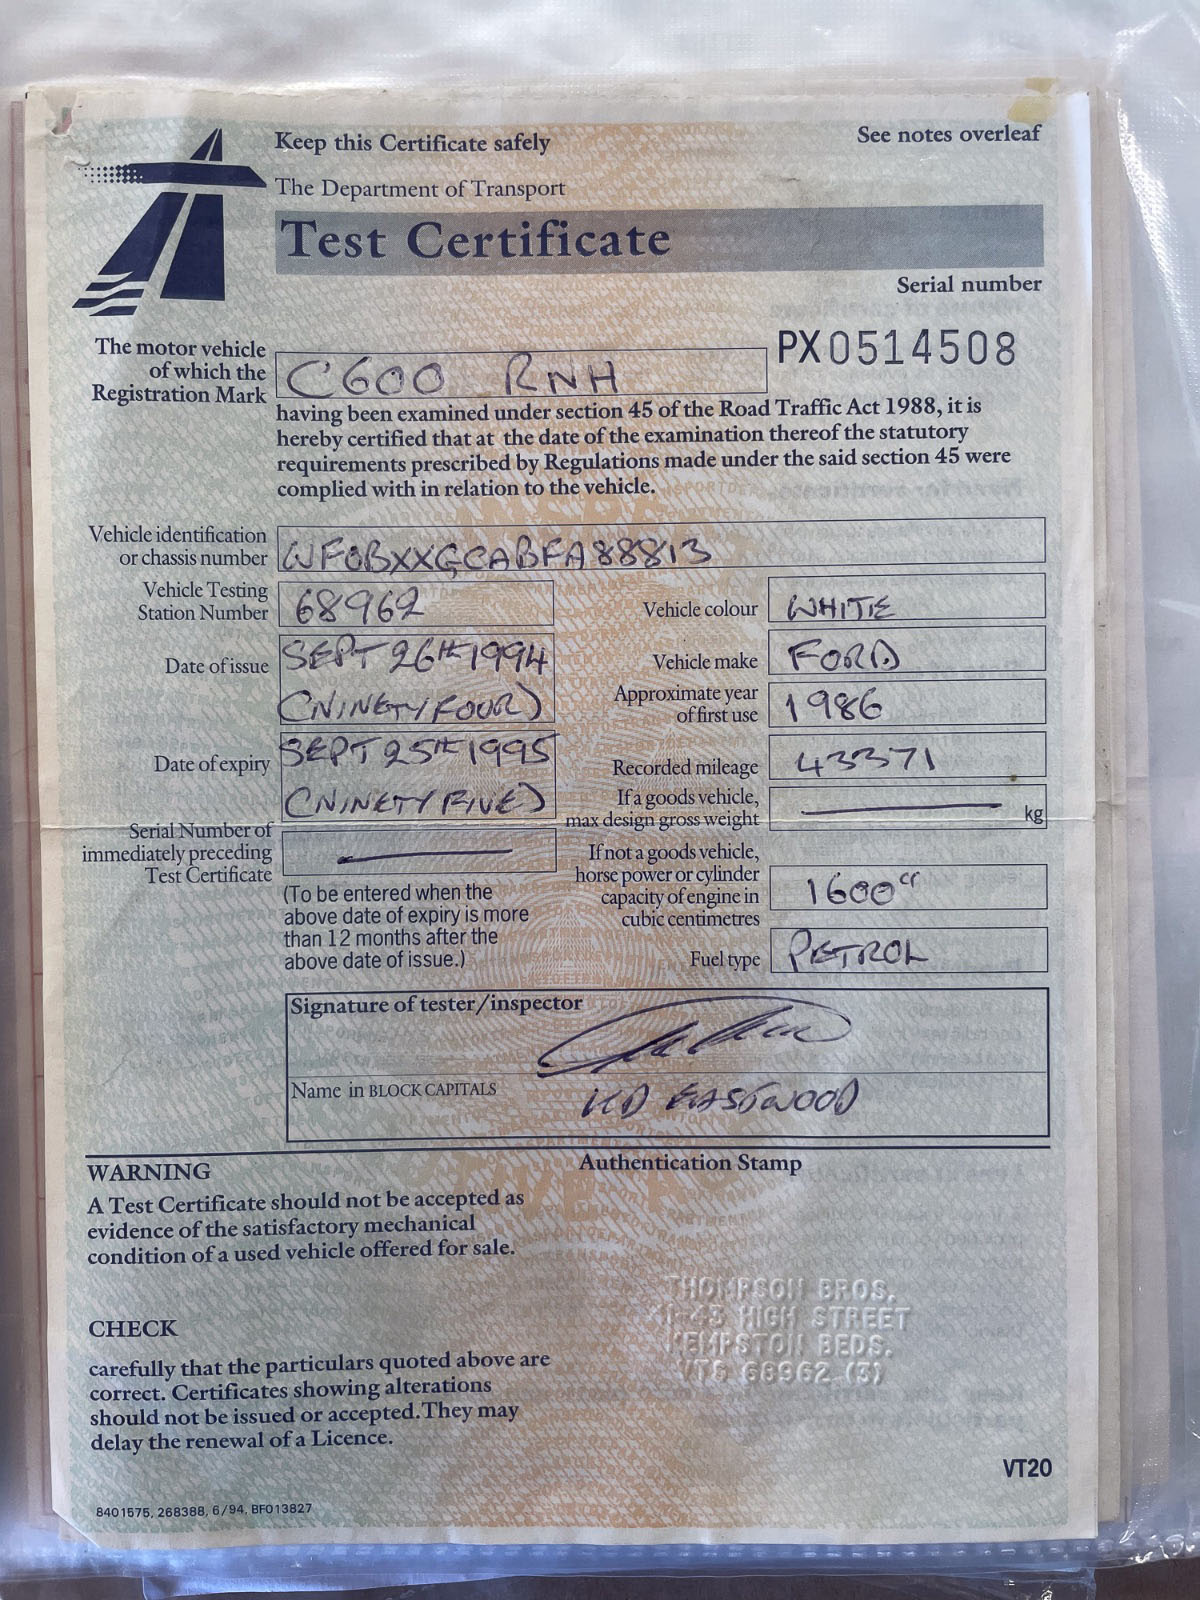 Keep this Certificate safely
See notes overleaf
The Department of Transport
Test Certificate
Serial number
PX0514508
The motor vehicle
of which the
Registration Mark
C600 RNH
having been examined under section 45 of the Road Traffic Act 1988, it is
hereby certified that at the date of the examination thereof the statutory
requirements prescribed by Regulations made under the said section 45 were
complied with in relation to the vehicle.
Vehicle identification
or chassis number
WF0BXXGCABFA88813
Vehicle Testing
Station Number
68962
Vehicle colour
WHITE
Date of issue
SEPT 26TH 1994
(NINETY FOUR)
Vehicle make
FORD
Approximate year
of first use
1986
Date of expiry
SEPT 25TH 1995
(NINETY FIVE)
Recorded mileage
43371
If a goods vehicle,
max design gross weight
kg
Serial Number of
immediately preceding
Test Certificate
(To be entered when the
above date of expiry is more
than 12 months after the
above date of issue.)
If not a goods vehicle,
horse power or cylinder
capacity of engine in
cubic centimetres
1600cc
Fuel type
PETROL
Signature of tester/inspector
Name in BLOCK CAPITALS
KD EASTWOOD
WARNING
A Test Certificate should not be accepted as
evidence of the satisfactory mechanical
condition of a used vehicle offered for sale.
Authentication Stamp
THOMPSON BROS.
41-43 HIGH STREET
KEMPSTON BEDS.
VTS 68962 (3)
CHECK
carefully that the particulars quoted above are
correct. Certificates showing alterations
should not be issued or accepted. They may
delay the renewal of a Licence.
VT20
8401575, 268388, 6/94, BF013827